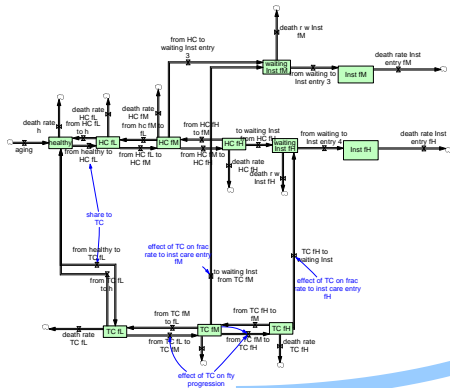 death r w Inst
fM
from HC to
waiting Inst entry
3
waiting
Inst fM
death rate Inst
entry fM
Inst fM
from waiting to
Inst entry 3
death rate
h
death rate
HC fL
death rate
HC fM
from HC fL
to h
from hc fM to
fL
from HC fH
to fM
to waiting Inst
from HC fH
from waiting to
Inst entry 4
death rate Inst
entry fH
aging
healthy
HC fL
HC fM
HC fH
waiting
Inst fH
Inst fH
from healthy to
HC fL
from HC fL to
HC fM
from HC fM to HC
fH
death rate
HC fH
death r w
Inst fH
share to
TC
from healthy to
TC fL
effect of TC on frac
rate to inst care entry
fM
TC fH to
waiting Inst
from TC fL
to h
to waiting Inst
from TC fM
effect of TC on frac
rate to inst care entry
fH
from TC fM
to fL
from TC fH to
fM
TC fL
TC fM
TC fH
death rate
TC fL
from TC fL to
TC fM
from TC fM to
TC fH
death rate
TC fH
effect of TC on fty
progression